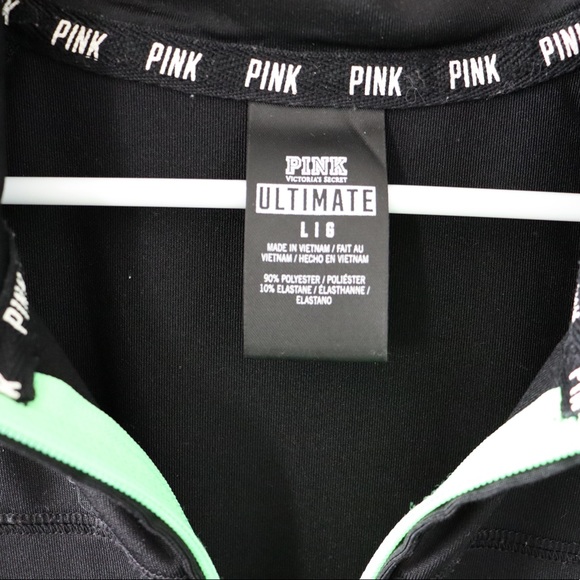 PINK PINK PINK PINK PINK PINK
PINK
VICTORIA'S SECRET
ULTIMATE
L | G
MADE IN VIETNAM / FAIT AU
VIETNAM / HECHO EN VIETNAM
90% POLYESTER / POLIÉSTER
10% ELASTANE / ÉLASTHANNE /
ELASTANO
PINK
PINK